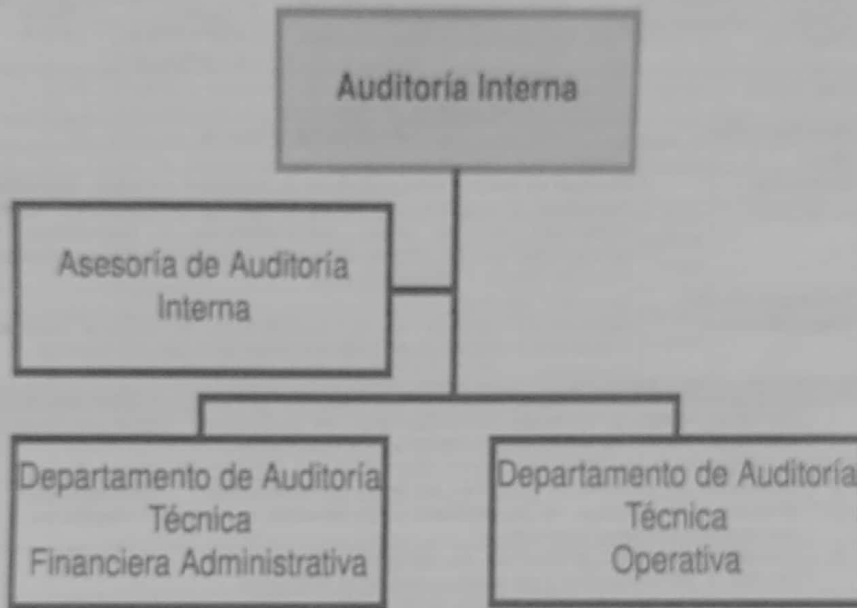 Auditoría Interna
Asesoría de Auditoría
Interna
Departamento de Auditoría
Técnica
Financiera Administrativa
Departamento de Auditoría
Técnica
Operativa